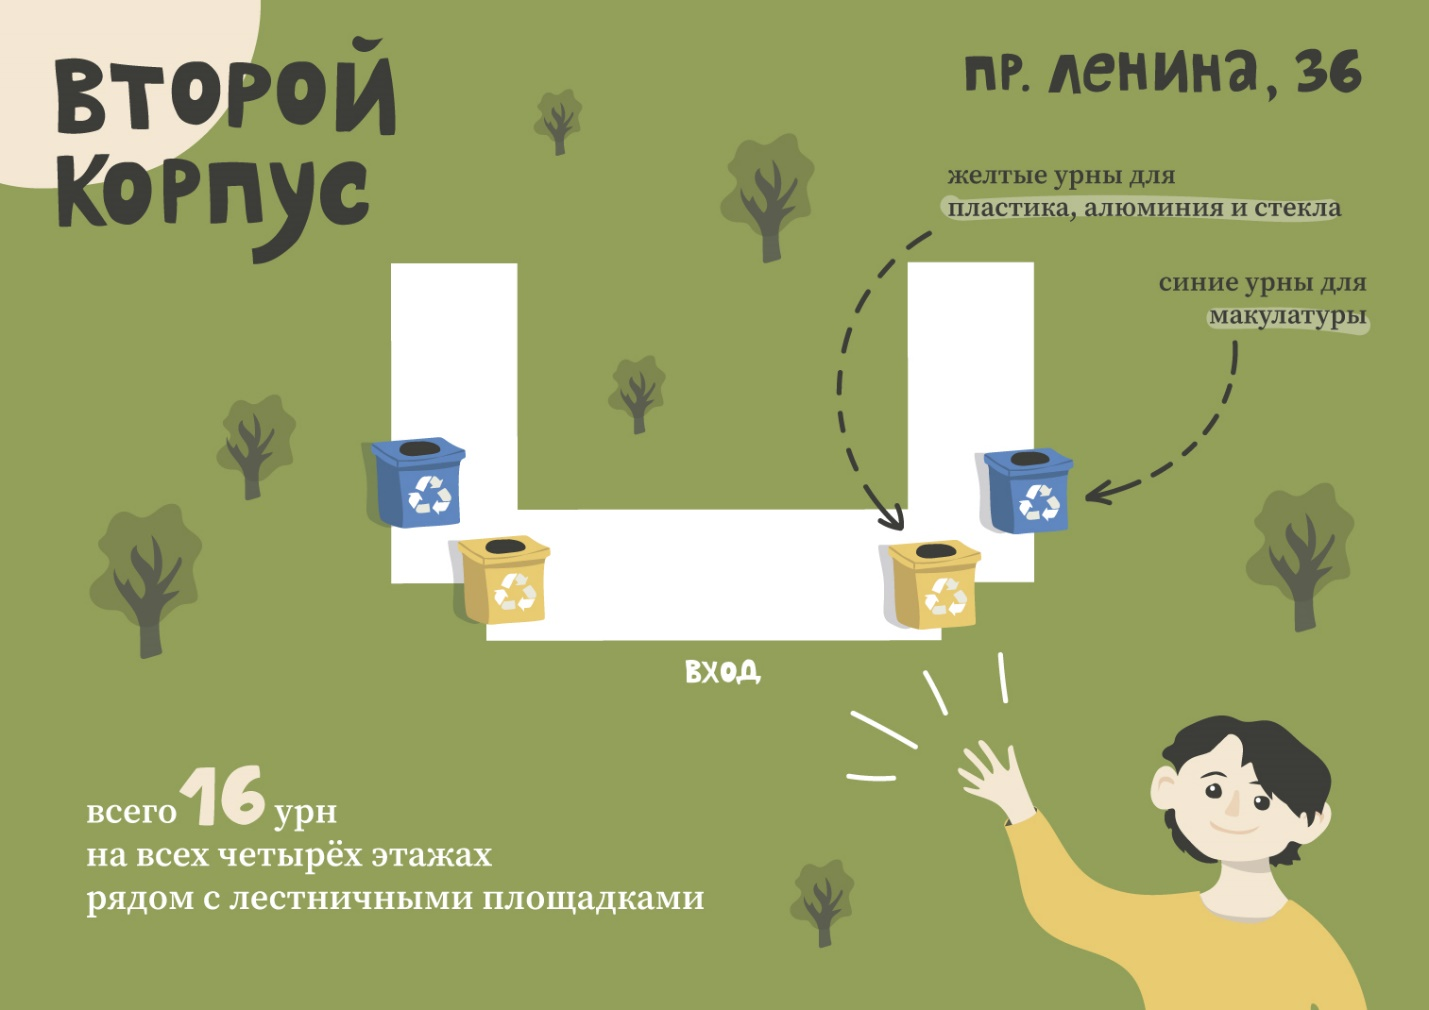 второй
корпус
пр. ленина, 36
желтые урны для
пластика, алюминия и стекла
синие урны для
макулатуры
вход
всего 16 урн
на всех четырёх этажах
рядом с лестничными площадками